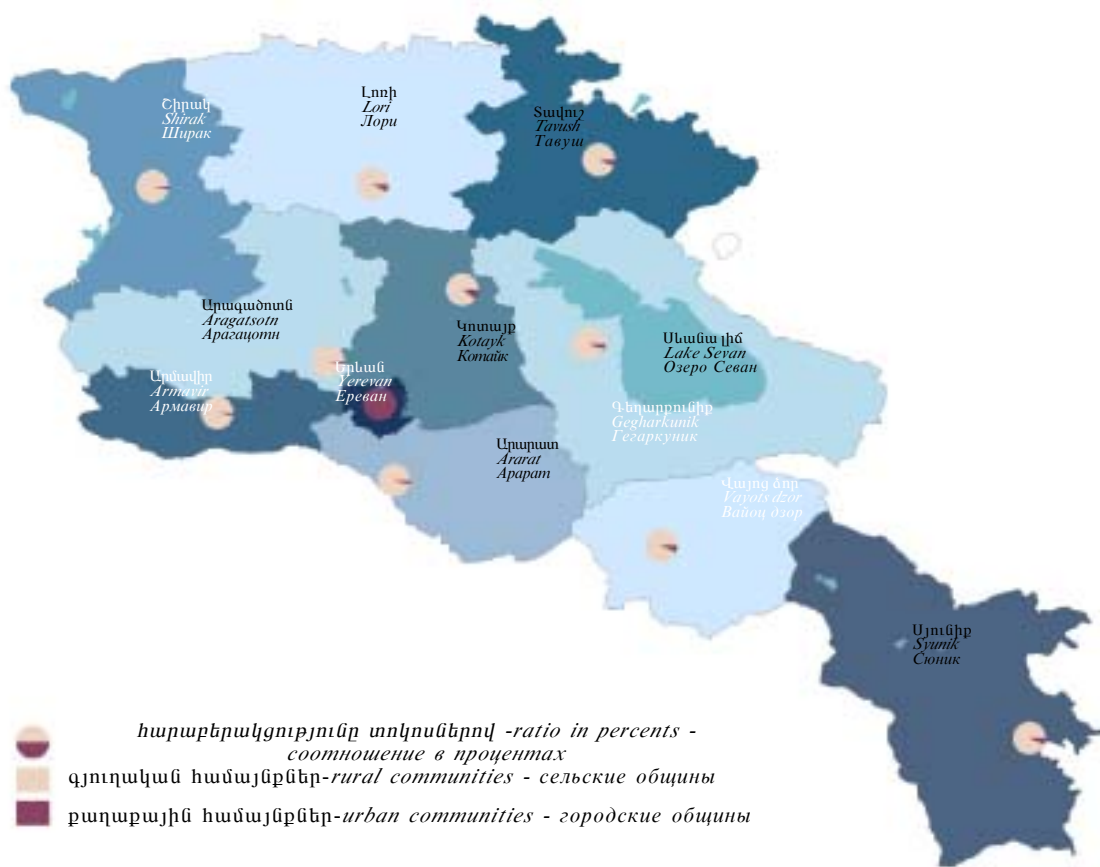 Լոռի
Lori
Лори
Շիրակ
Shirak
Ширак
Տավուշ
Tavush
Тавуш
Արագածոտն
Aragatsotn
Арагацотн
Կոտայք
Kotayk
Котайк
Սևանա լիճ
Lake Sevan
Озеро Севан
Երևան
Yerevan
Ереван
Արմավիր
Armavir
Армавир
Գեղարքունիք
Gegharkunik
Гегаркуник
Արարատ
Ararat
Арарат
Վայոց ձոր
Vayots dzor
Вайоц дзор
Սյունիք
Syunik
Сюник
հարաբերակցությունը տոկոսներով -ratio in percents -
соотношение в процентах
գյուղական համայնքներ-rural communities - сельские общины
քաղաքային համայնքներ-urban communities - городские общины